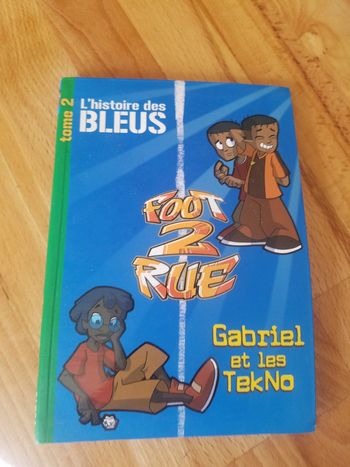 tome 2
L'histoire des
BLEUS
FOOT
2
RUE
Gabriel
et les
TekNo